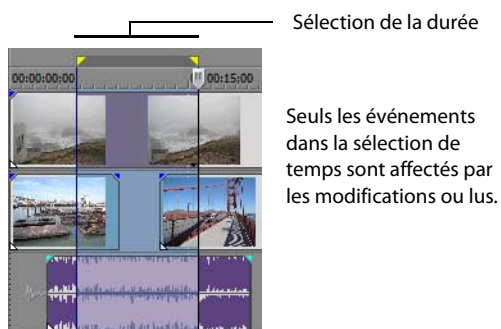 Sélection de la durée
00:00:00;00
00:15;00
Seuls les événements
dans la sélection de
temps sont affectés par
les modifications ou lus.